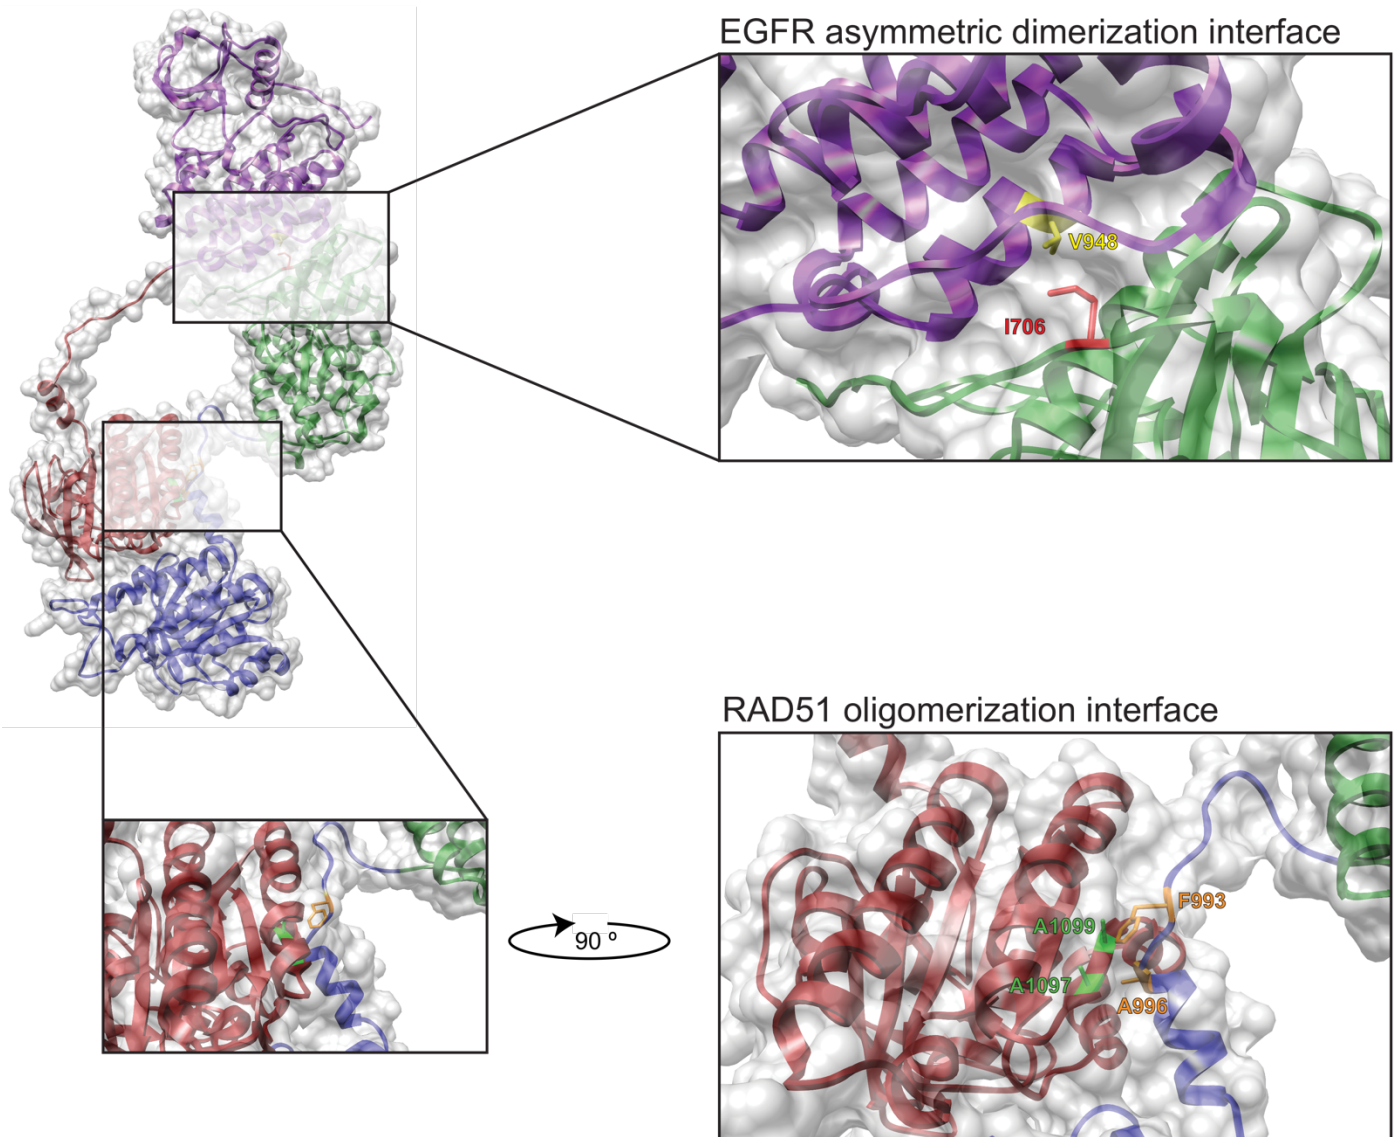 EGFR asymmetric dimerization interface
V948
I706
RAD51 oligomerization interface
F993
A1099
A1097
A996
90 º